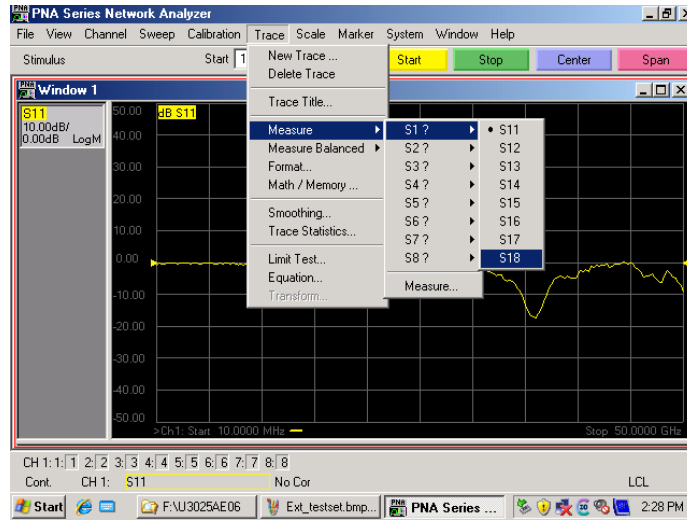 PNA Series Network Analyzer
File View Channel Sweep Calibration Trace Scale Marker System Window Help
Stimulus Start 1 Start Stop Center Span
New Trace ...
Delete Trace
Trace Title...
Measure
Measure Balanced
Format...
Math / Memory ...
Smoothing...
Trace Statistics...
Limit Test...
Equation...
Transform...
S1 ?
S2 ?
S3 ?
S4 ?
S5 ?
S6 ?
S7 ?
S8 ?
Measure...
S11
S12
S13
S14
S15
S16
S17
S18
Window 1
S11
10.00dB/
0.00dB LogM
50.00 dB S11
40.00
30.00
20.00
10.00
0.00
-10.00
-20.00
-30.00
-40.00
-50.00
>Ch1: Start 10.0000 MHz Stop 50.0000 GHz
CH 1: 1: 1 2: 2 3: 3 4: 4 5: 5 6: 6 7: 7 8: 8
Cont. CH 1: S11 No Cor LCL
Start F:\U3025AE06 Ext_testset.bmp... PNA Series ... 2:28 PM